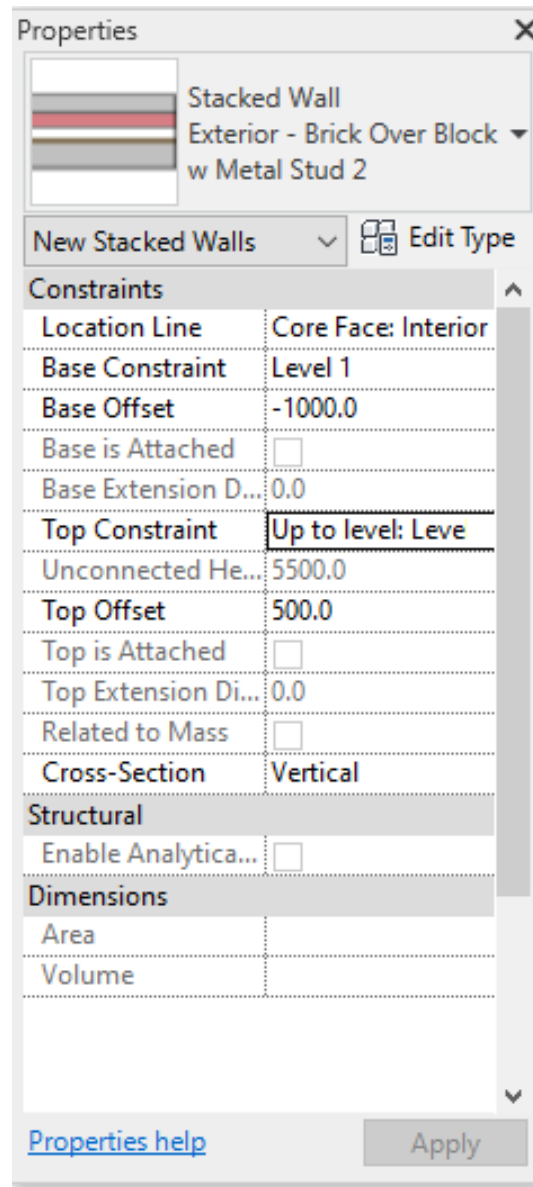 Properties
Stacked Wall
Exterior - Brick Over Block
w Metal Stud 2
New Stacked Walls
Edit Type
Constraints
Location Line Core Face: Interior
Base Constraint Level 1
Base Offset -1000.0
Base is Attached
Base Extension D... 0.0
Top Constraint Up to level: Leve
Unconnected He... 5500.0
Top Offset 500.0
Top is Attached
Top Extension Di... 0.0
Related to Mass
Cross-Section Vertical
Structural
Enable Analytica...
Dimensions
Area
Volume
Properties help Apply